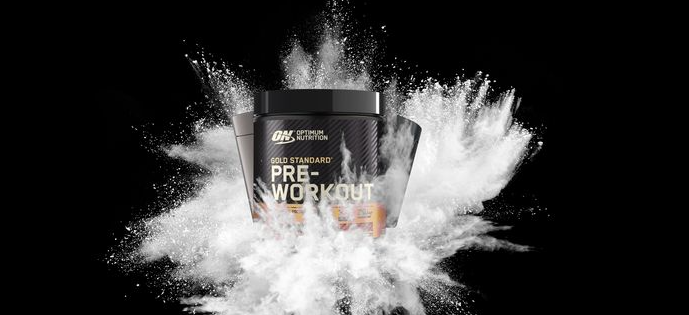 ON OPTIMUM
NUTRITION
GOLD STANDARD
PRE-
WORKOUT